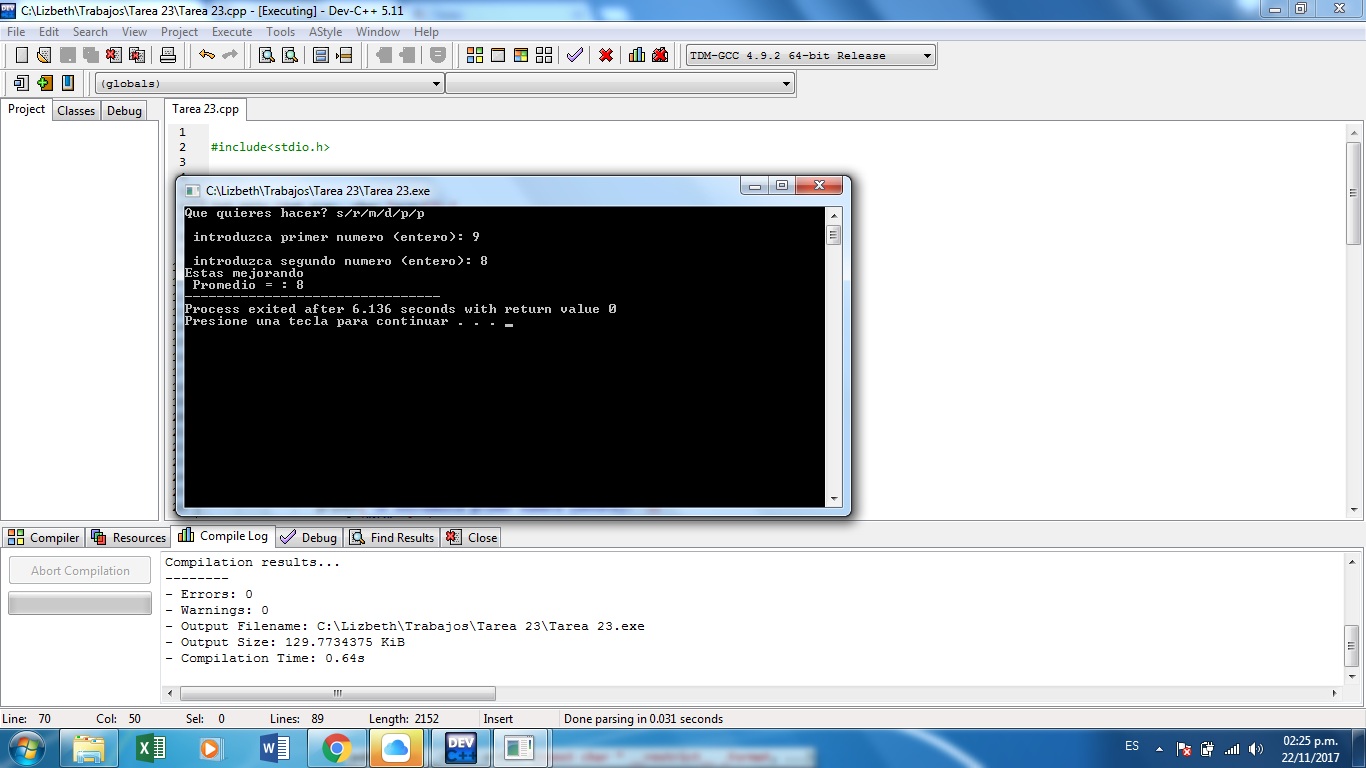 C:\Lizbeth\Trabajos\Tarea 23\Tarea 23.cpp - [Executing] - Dev-C++ 5.11
File Edit Search View Project Execute Tools AStyle Window Help
TDM-GCC 4.9.2 64-bit Release
(globals)
Project Classes Debug
Tarea 23.cpp
1
2 #include<stdio.h>
3
C:\Lizbeth\Trabajos\Tarea 23\Tarea 23.exe
Que quieres hacer? s/r/m/d/p/p
introduzca primer numero (entero): 9
introduzca segundo numero (entero): 8
Estas mejorando
Promedio = : 8
--------------------------------
Process exited after 6.136 seconds with return value 0
Presione una tecla para continuar . . . _
Compiler Resources Compile Log Debug Find Results Close
Abort Compilation
Compilation results...
--------
- Errors: 0
- Warnings: 0
- Output Filename: C:\Lizbeth\Trabajos\Tarea 23\Tarea 23.exe
- Output Size: 129.7734375 KiB
- Compilation Time: 0.64s
Line: 70 Col: 50 Sel: 0 Lines: 89 Length: 2152 Insert Done parsing in 0.031 seconds
DEV C++
ES
02:25 p.m.
22/11/2017